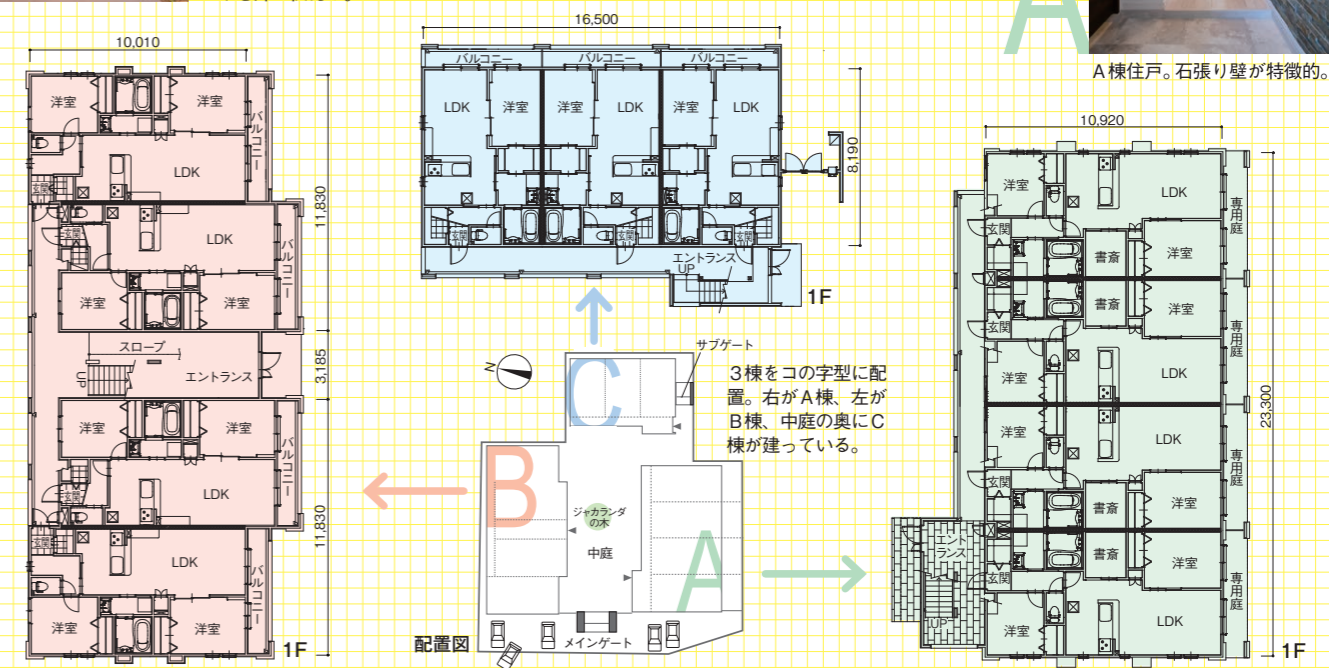 A
A棟住戸。石張り壁が特徴的。
10,010
洋室
洋室
バルコニー
LDK
玄関
玄関
LDK
バルコニー
洋室
洋室
スロープ
UP
エントランス
洋室
洋室
バルコニー
玄関
LDK
玄関
LDK
バルコニー
洋室
洋室
1F
11,830
3,185
11,830
16,500
バルコニー
バルコニー
バルコニー
LDK
洋室
洋室
LDK
洋室
LDK
玄関
玄関
玄関
エントランス
UP
8,190
1F
N
サブゲート
C
3棟をコの字型に配
置。右がA棟、左が
B棟、中庭の奥にC
棟が建っている。
B
ジャカランダ
の木
中庭
A
配置図
メインゲート
10,920
洋室
LDK
専用庭
玄関
書斎
洋室
書斎
洋室
玄関
専用庭
洋室
LDK
洋室
LDK
専用庭
玄関
書斎
洋室
エント
ランス
書斎
洋室
玄関
専用庭
UP
洋室
LDK
23,300
1F